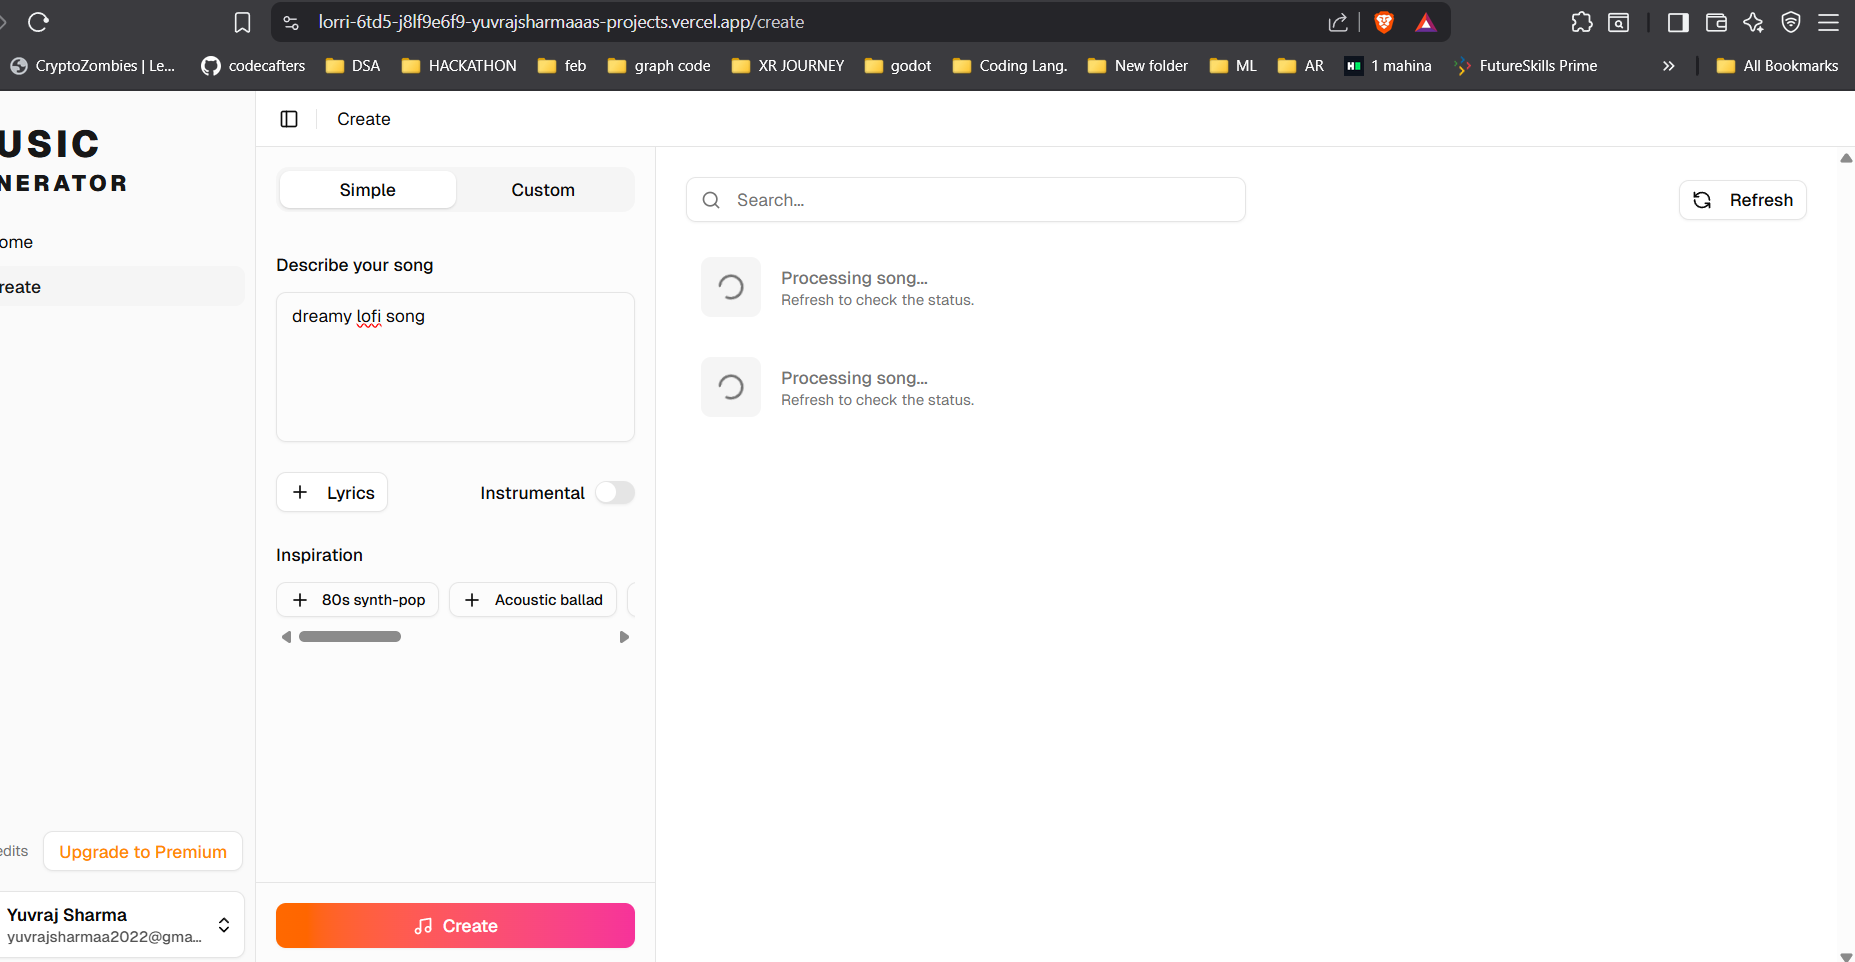 lorri-6td5-j8lf9e6f9-yuvrajsharmaaas-projects.vercel.app/create
CryptoZombies | Le... codecafters DSA HACKATHON feb graph code XR JOURNEY godot Coding Lang. New folder ML AR 1 mahina FutureSkills Prime All Bookmarks
USIC
NERATOR
ome
reate
Create
Simple Custom
Describe your song
dreamy lofi song
Lyrics Instrumental
Inspiration
80s synth-pop Acoustic ballad
Create
Search...
Refresh
Processing song...
Refresh to check the status.
Processing song...
Refresh to check the status.
edits Upgrade to Premium
Yuvraj Sharma
yuvrajsharmaa2022@gma...